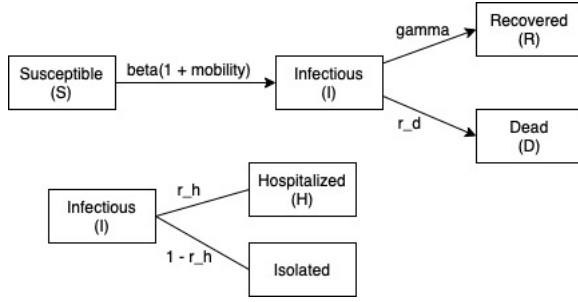 Susceptible
(S)
beta(1 + mobility)
Infectious
(I)
gamma
Recovered
(R)
r_d
Dead
(D)
Infectious
(I)
r_h
Hospitalized
(H)
1 - r_h
Isolated